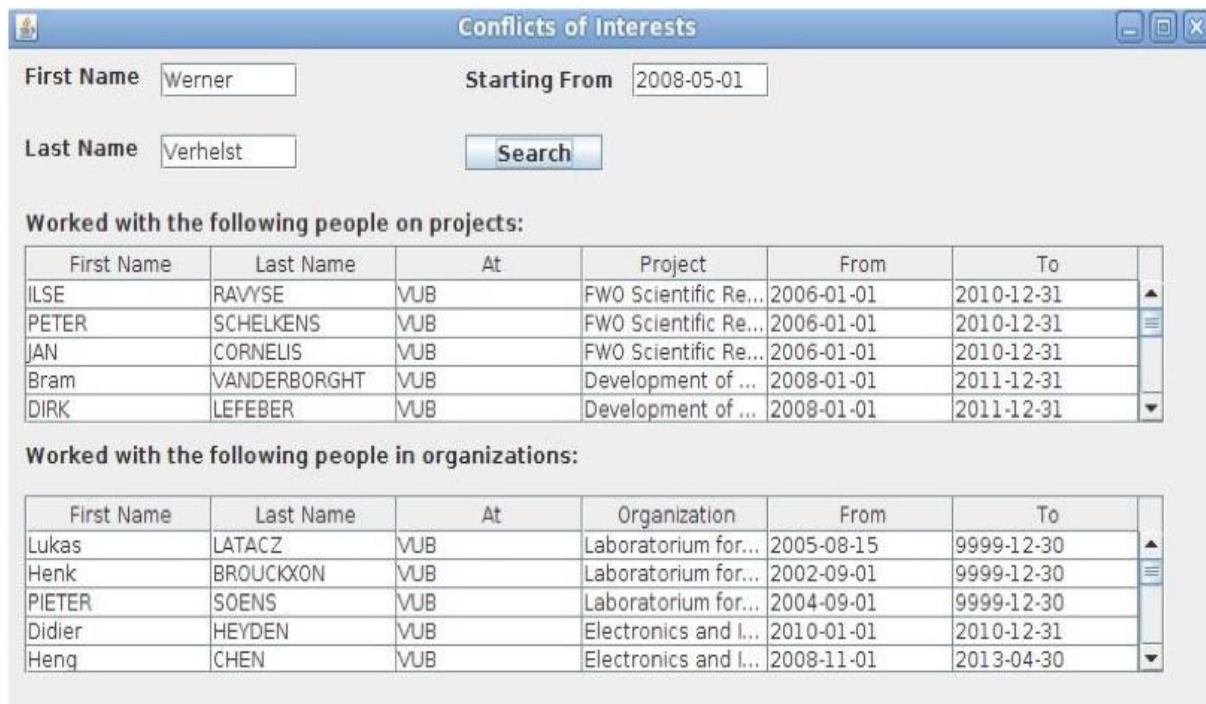 Conflicts of Interests
First Name Werner Starting From 2008-05-01
Last Name Verhelst Search
Worked with the following people on projects:
First Name Last Name At Project From To
ILSE RAVYSE VUB FWO Scientific Re... 2006-01-01 2010-12-31
PETER SCHELKENS VUB FWO Scientific Re... 2006-01-01 2010-12-31
JAN CORNELIS VUB FWO Scientific Re... 2006-01-01 2010-12-31
Bram VANDERBORGHT VUB Development of ... 2008-01-01 2011-12-31
DIRK LEFEBER VUB Development of ... 2008-01-01 2011-12-31
Worked with the following people in organizations:
First Name Last Name At Organization From To
Lukas LATACZ VUB Laboratorium for... 2005-08-15 9999-12-30
Henk BROUCKXON VUB Laboratorium for... 2002-09-01 9999-12-30
PIETER SOENS VUB Laboratorium for... 2004-09-01 9999-12-30
Didier HEYDEN VUB Electronics and I... 2010-01-01 2010-12-31
Heng CHEN VUB Electronics and I... 2008-11-01 2013-04-30